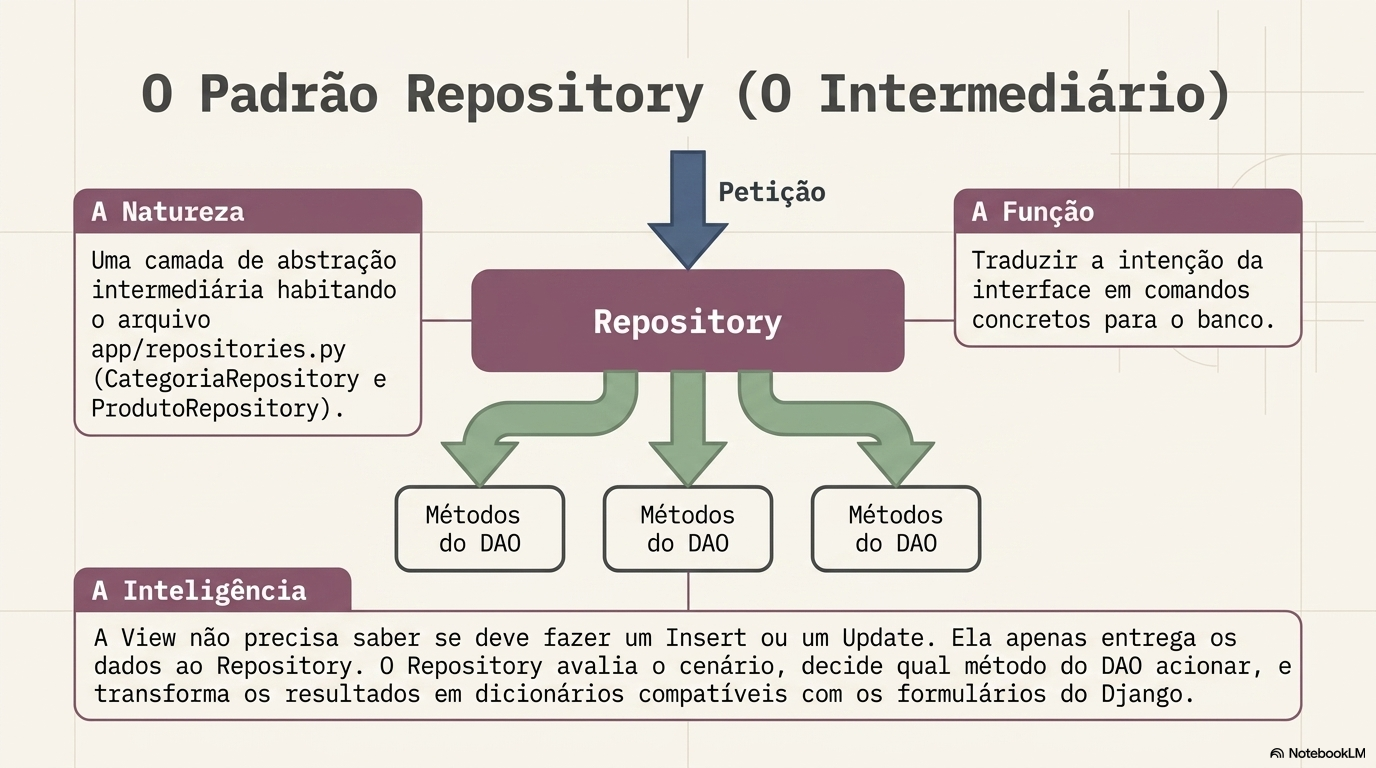 O Padrão Repository (O Intermediário)
Petição
A Natureza
Uma camada de abstração
intermediária habitando
o arquivo
app/repositories.py
(CategoriaRepository e
ProdutoRepository).
Repository
A Função
Traduzir a intenção da
interface em comandos
concretos para o banco.
Métodos
do DAO
Métodos
do DAO
Métodos
do DAO
A Inteligência
A View não precisa saber se deve fazer um Insert ou um Update. Ela apenas entrega os
dados ao Repository. O Repository avalia o cenário, decide qual método do DAO acionar, e
transforma os resultados em dicionários compatíveis com os formulários do Django.
NotebookLM